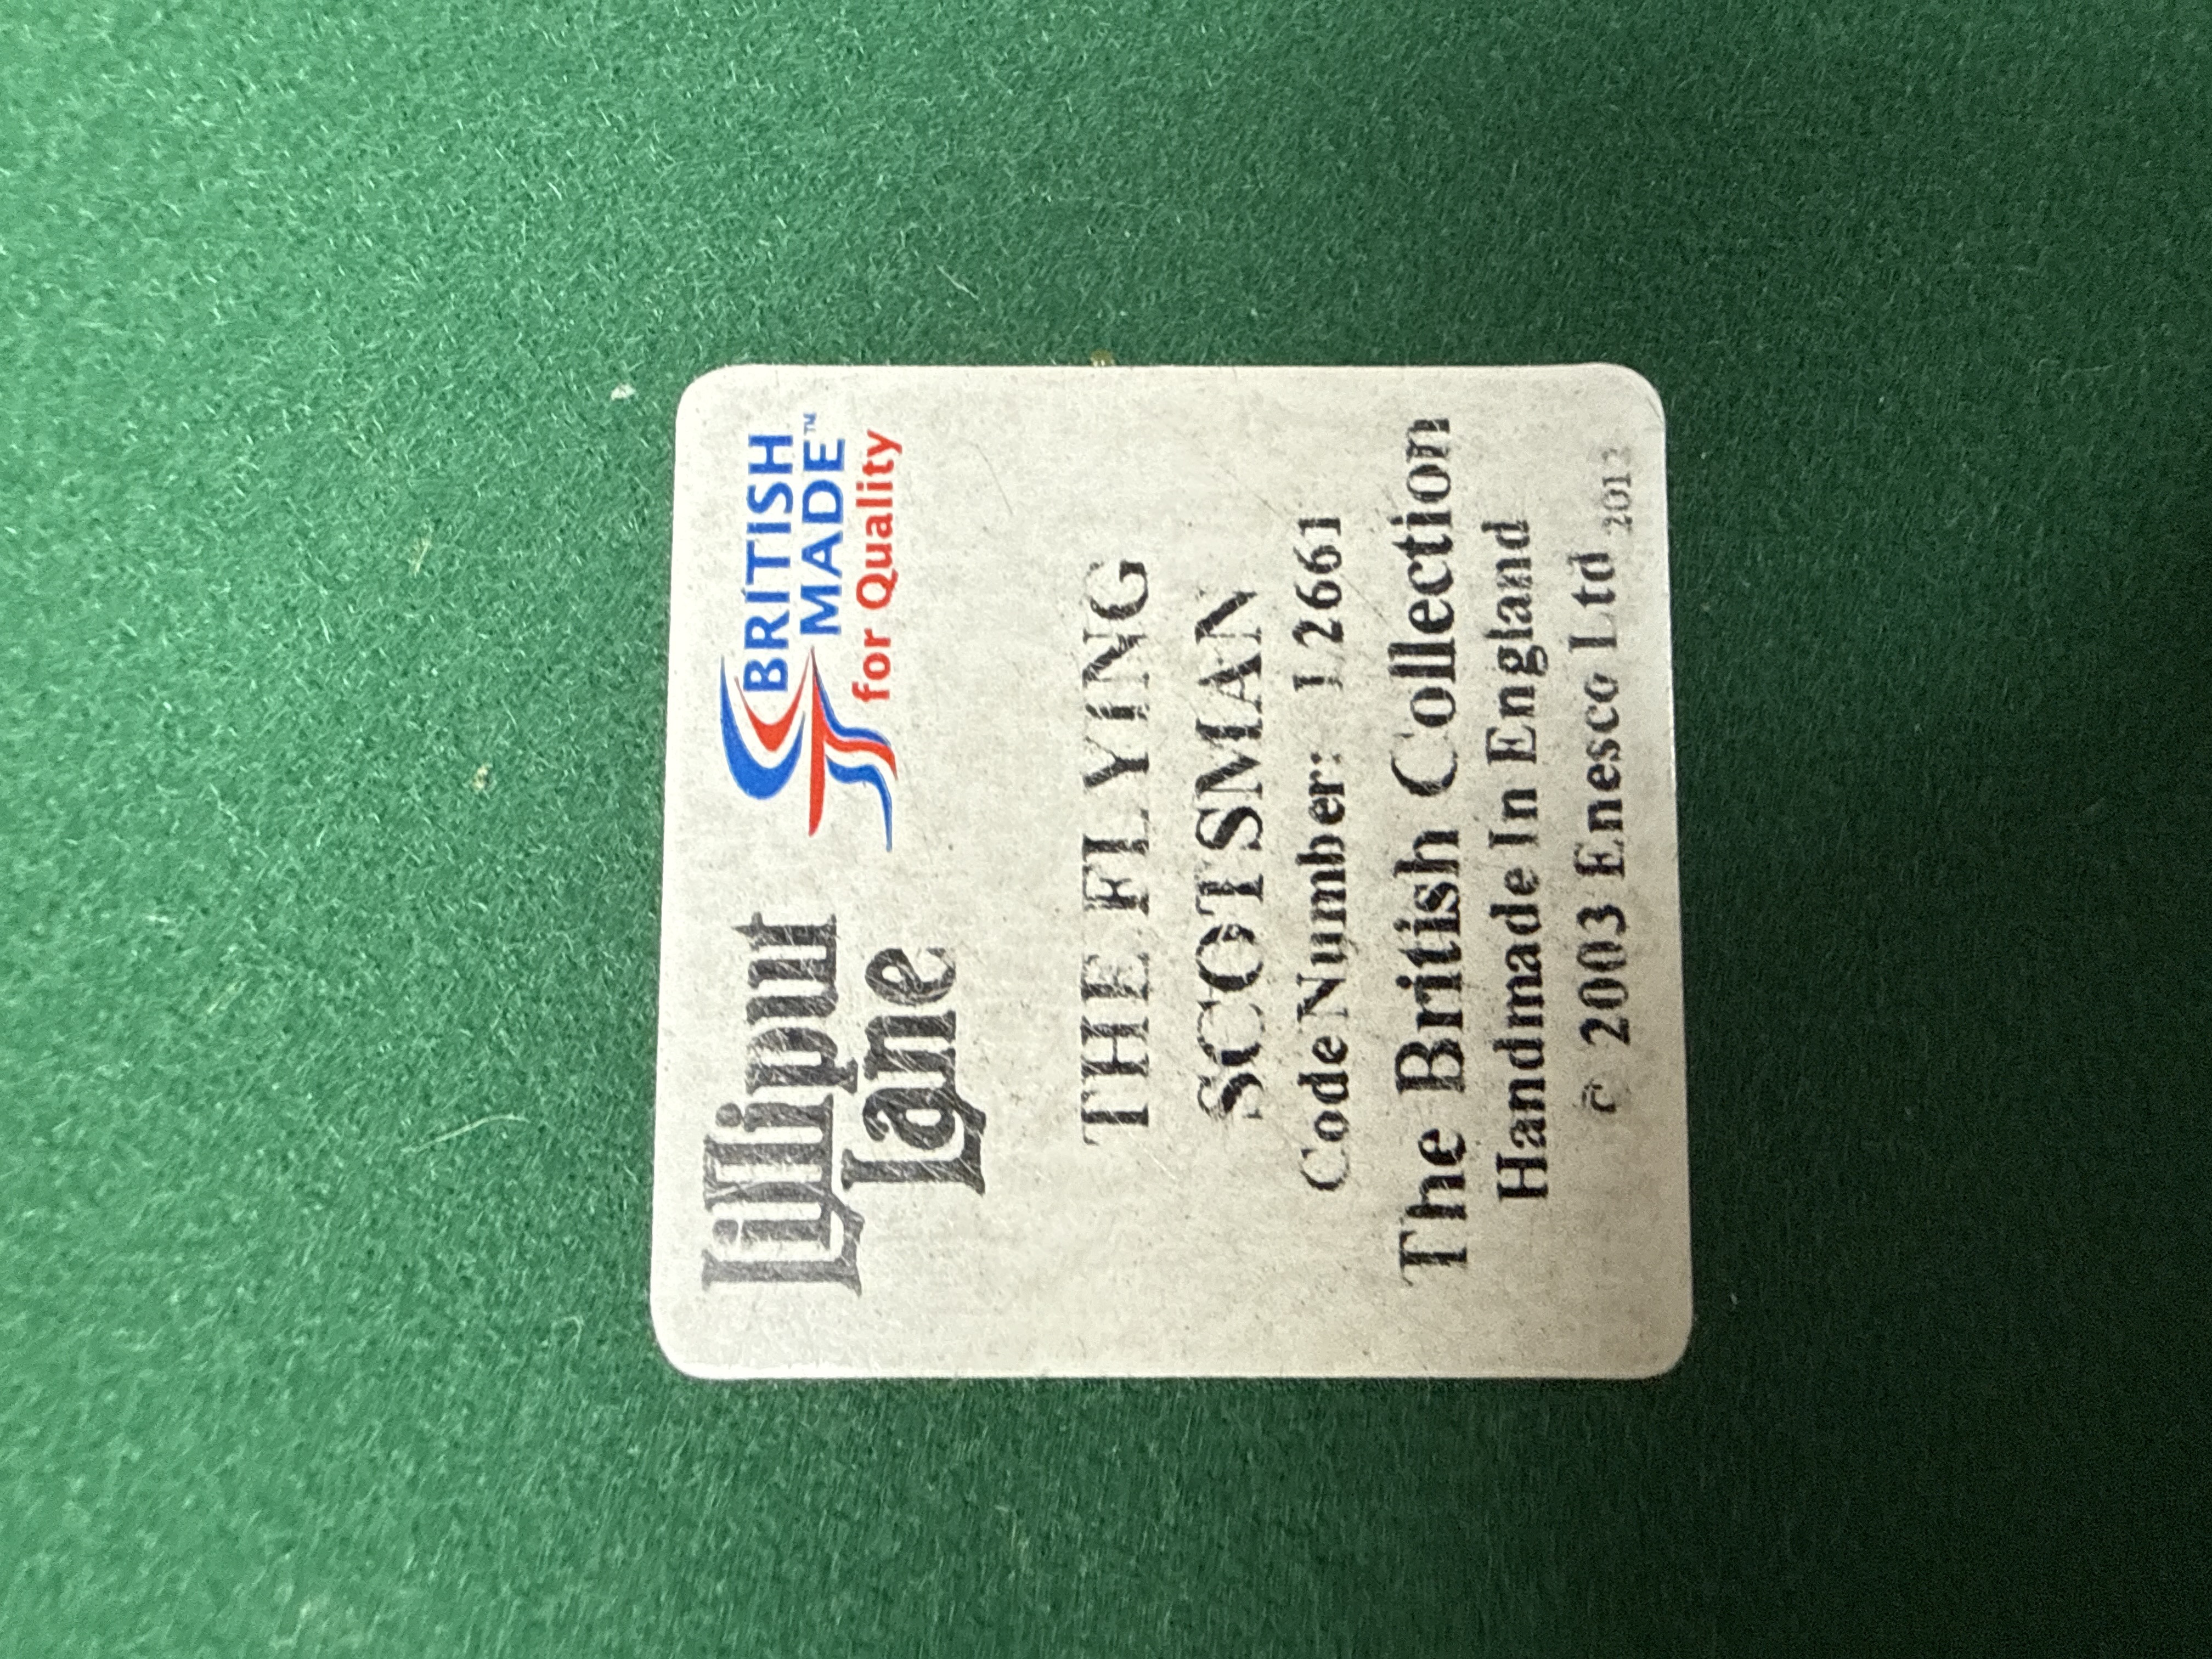 Lilliput
Lane
BRITISH
MADE™
for Quality
THE FLYING
SCOTSMAN
Code Number: L2661
The British Collection
Handmade In England
© 2003 Enesco Ltd 2013